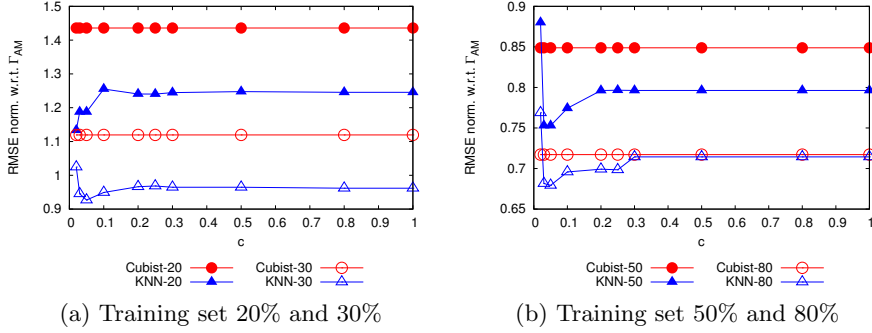 RMSE norm. w.r.t. ΓAM
1.5
1.4
1.3
1.2
1.1
1
0.9
0 0.1 0.2 0.3 0.4 0.5 0.6 0.7 0.8 0.9 1
c
Cubist-20 Cubist-30
KNN-20 KNN-30
(a) Training set 20% and 30%
RMSE norm. w.r.t. ΓAM
0.9
0.85
0.8
0.75
0.7
0.65
0 0.1 0.2 0.3 0.4 0.5 0.6 0.7 0.8 0.9 1
c
Cubist-50 Cubist-80
KNN-50 KNN-80
(b) Training set 50% and 80%